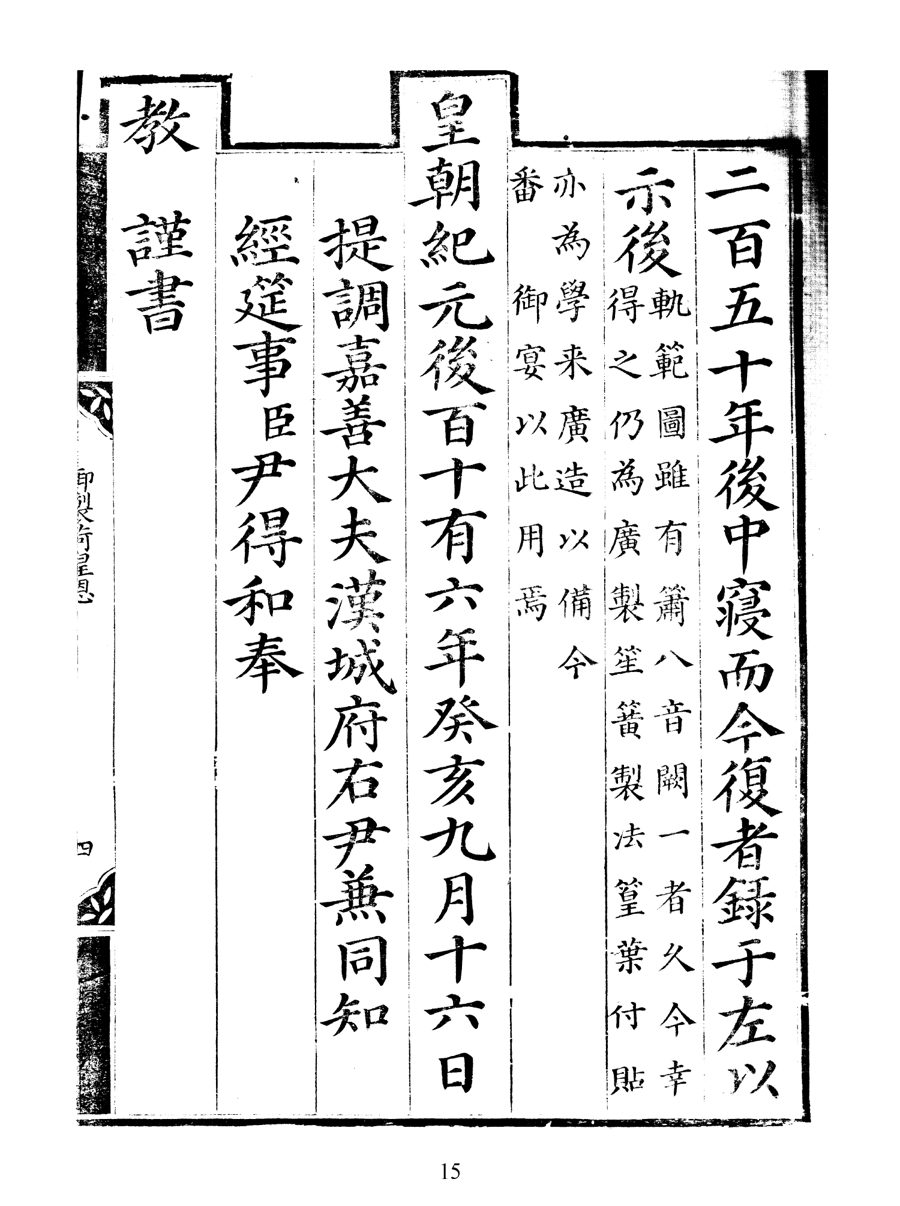 二百五十年後中寢而今復者錄于左以
示後
軌範圖雖有簫八音闕一者久今幸
得之仍為廣製笙簧製法篁葉付貼
亦為學来廣造以備今
番御宴以此用焉
皇朝紀元後百十有六年癸亥九月十六日
提調嘉善大夫漢城府右尹兼同知
經筵事臣尹得和奉
教 謹書
御製荷皇恩
四
15